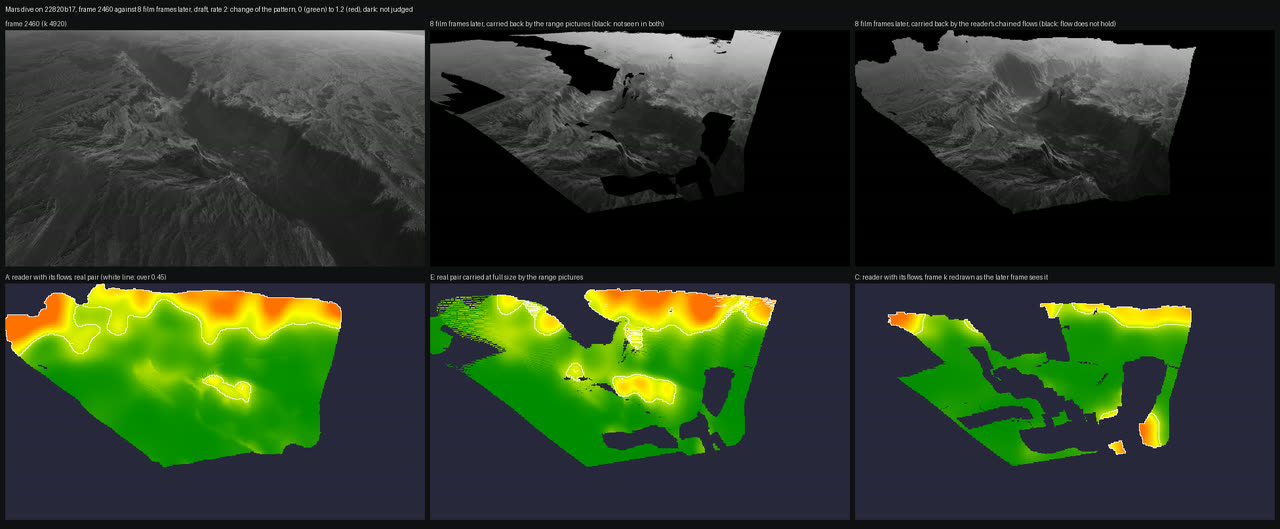 Mars dive on 22820b17, frame 2460 against 8 film frames later, draft, rate 2: change of the pattern, 0 (green) to 1.2 (red), dark: not judged
frame 2460 (k 4920)
8 film frames later, carried back by the range pictures (black: not seen in both)
8 film frames later, carried back by the reader's chained flows (black: flow does not hold)
A: reader with its flows, real pair (white line: over 0.45)
E: real pair carried at full size by the range pictures
C: reader with its flows, frame k redrawn as the later frame sees it